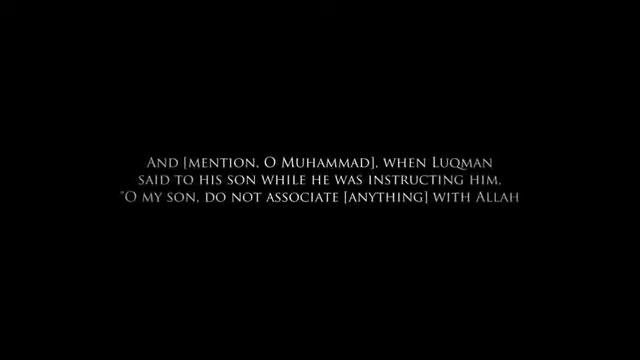 And [mention, O Muhammad], when Luqman
said to his son while he was instructing him,
"O my son, do not associate [anything] with Allah